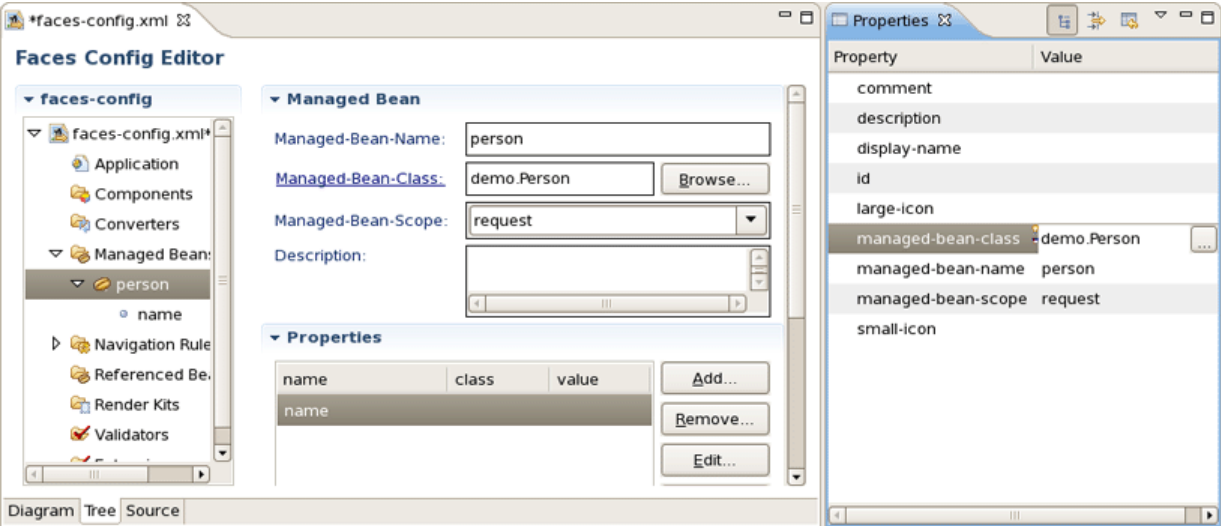 *faces-config.xml
Faces Config Editor
faces-config
faces-config.xml*
Application
Components
Converters
Managed Beans
person
name
Navigation Rule
Referenced Be
Render Kits
Validators
Managed Bean
Managed-Bean-Name: person
Managed-Bean-Class: demo.Person Browse...
Managed-Bean-Scope: request
Description:
Properties
name class value
name
Add...
Remove...
Edit...
Diagram Tree Source
Properties
Property Value
comment
description
display-name
id
large-icon
managed-bean-class demo.Person ...
managed-bean-name person
managed-bean-scope request
small-icon